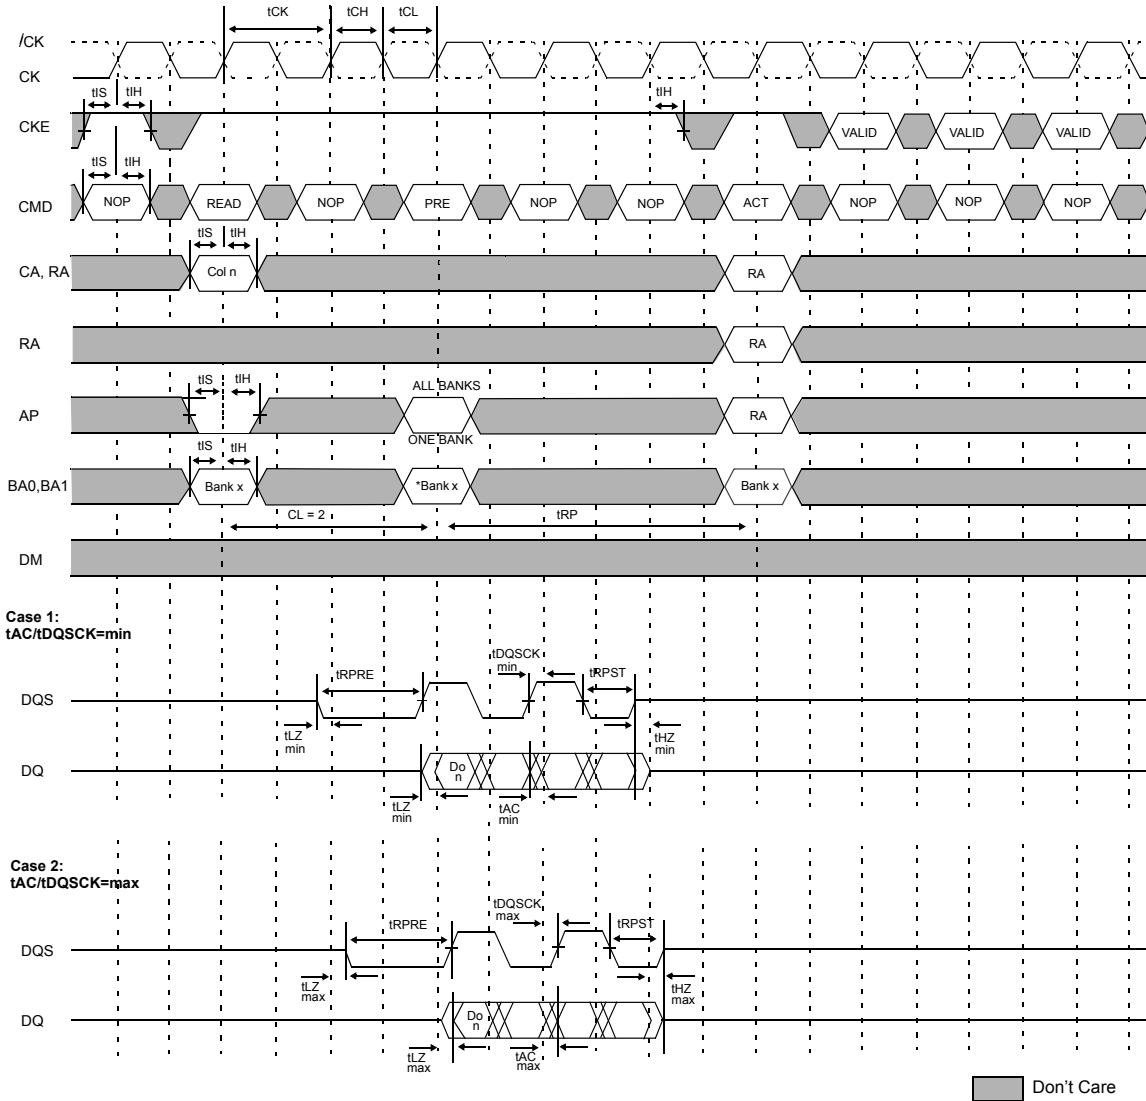 tCK tCH tCL
/CK
CK
tIS tIH tIH
CKE VALID VALID VALID
tIS tIH
CMD NOP READ NOP PRE NOP NOP ACT NOP NOP NOP
tIS tIH
CA, RA Col n RA
RA RA
tIS tIH ALL BANKS
AP RA
ONE BANK
tIS tIH
BA0,BA1 Bank x *Bank x Bank x
CL = 2 tRP
DM
Case 1:
tAC/tDQSCK=min
tDQSCK
min
tRPRE tRPST
DQS
tLZ
min
tHZ
min
DQ Do
n
tLZ
min
tAC
min
Case 2:
tAC/tDQSCK=max
tDQSCK
max
tRPRE tRPST
DQS
tLZ
max
tHZ
max
DQ Do
n
tLZ
max
tAC
max
Don't Care